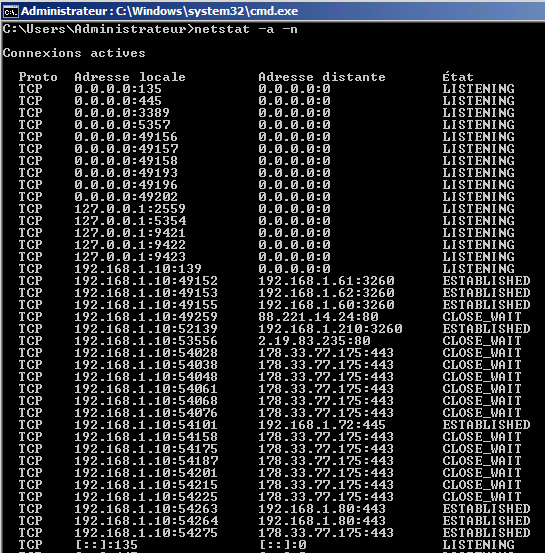 Administrateur : C:\Windows\system32\cmd.exe
C:\Users\Administrateur>netstat -a -n
Connexions actives
Proto Adresse locale Adresse distante État
TCP 0.0.0.0:135 0.0.0.0:0 LISTENING
TCP 0.0.0.0:445 0.0.0.0:0 LISTENING
TCP 0.0.0.0:3389 0.0.0.0:0 LISTENING
TCP 0.0.0.0:5357 0.0.0.0:0 LISTENING
TCP 0.0.0.0:49156 0.0.0.0:0 LISTENING
TCP 0.0.0.0:49157 0.0.0.0:0 LISTENING
TCP 0.0.0.0:49158 0.0.0.0:0 LISTENING
TCP 0.0.0.0:49193 0.0.0.0:0 LISTENING
TCP 0.0.0.0:49196 0.0.0.0:0 LISTENING
TCP 0.0.0.0:49202 0.0.0.0:0 LISTENING
TCP 127.0.0.1:2559 0.0.0.0:0 LISTENING
TCP 127.0.0.1:5354 0.0.0.0:0 LISTENING
TCP 127.0.0.1:9421 0.0.0.0:0 LISTENING
TCP 127.0.0.1:9422 0.0.0.0:0 LISTENING
TCP 127.0.0.1:9423 0.0.0.0:0 LISTENING
TCP 192.168.1.10:139 0.0.0.0:0 LISTENING
TCP 192.168.1.10:49152 192.168.1.61:3260 ESTABLISHED
TCP 192.168.1.10:49153 192.168.1.62:3260 ESTABLISHED
TCP 192.168.1.10:49155 192.168.1.60:3260 ESTABLISHED
TCP 192.168.1.10:49259 88.221.14.24:80 CLOSE_WAIT
TCP 192.168.1.10:52139 192.168.1.210:3260 ESTABLISHED
TCP 192.168.1.10:53556 2.19.83.235:80 CLOSE_WAIT
TCP 192.168.1.10:54028 178.33.77.175:443 CLOSE_WAIT
TCP 192.168.1.10:54038 178.33.77.175:443 CLOSE_WAIT
TCP 192.168.1.10:54048 178.33.77.175:443 CLOSE_WAIT
TCP 192.168.1.10:54061 178.33.77.175:443 CLOSE_WAIT
TCP 192.168.1.10:54068 178.33.77.175:443 CLOSE_WAIT
TCP 192.168.1.10:54076 178.33.77.175:443 CLOSE_WAIT
TCP 192.168.1.10:54101 192.168.1.72:445 ESTABLISHED
TCP 192.168.1.10:54158 178.33.77.175:443 CLOSE_WAIT
TCP 192.168.1.10:54175 178.33.77.175:443 CLOSE_WAIT
TCP 192.168.1.10:54187 178.33.77.175:443 CLOSE_WAIT
TCP 192.168.1.10:54201 178.33.77.175:443 CLOSE_WAIT
TCP 192.168.1.10:54215 178.33.77.175:443 CLOSE_WAIT
TCP 192.168.1.10:54225 178.33.77.175:443 CLOSE_WAIT
TCP 192.168.1.10:54263 192.168.1.80:443 ESTABLISHED
TCP 192.168.1.10:54264 192.168.1.80:443 ESTABLISHED
TCP 192.168.1.10:54275 178.33.77.175:443 ESTABLISHED
TCP [::]:135 [::]:0 LISTENING